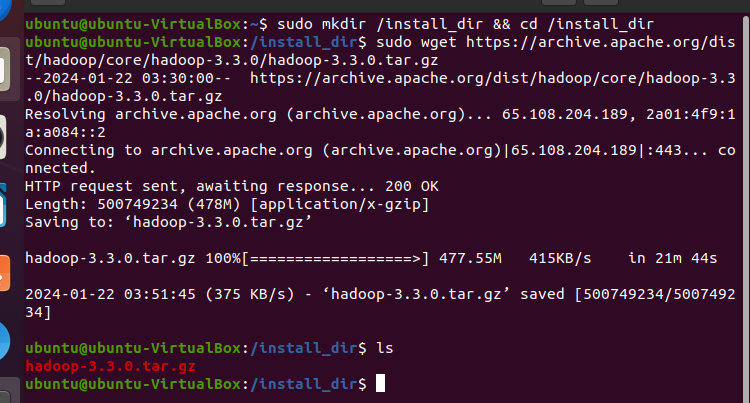 ubuntu@ubuntu-VirtualBox:~$ sudo mkdir /install_dir && cd /install_dir
ubuntu@ubuntu-VirtualBox:/install_dir$ sudo wget https://archive.apache.org/dis
t/hadoop/core/hadoop-3.3.0/hadoop-3.3.0.tar.gz
--2024-01-22 03:30:00--  https://archive.apache.org/dist/hadoop/core/hadoop-3.3
.0/hadoop-3.3.0.tar.gz
Resolving archive.apache.org (archive.apache.org)... 65.108.204.189, 2a01:4f9:1
a:a084::2
Connecting to archive.apache.org (archive.apache.org)|65.108.204.189|:443... co
nnected.
HTTP request sent, awaiting response... 200 OK
Length: 500749234 (478M) [application/x-gzip]
Saving to: ‘hadoop-3.3.0.tar.gz’
hadoop-3.3.0.tar.gz 100%[==================>] 477.55M   415KB/s    in 21m 44s
2024-01-22 03:51:45 (375 KB/s) - ‘hadoop-3.3.0.tar.gz’ saved [500749234/5007492
34]
ubuntu@ubuntu-VirtualBox:/install_dir$ ls
hadoop-3.3.0.tar.gz
ubuntu@ubuntu-VirtualBox:/install_dir$